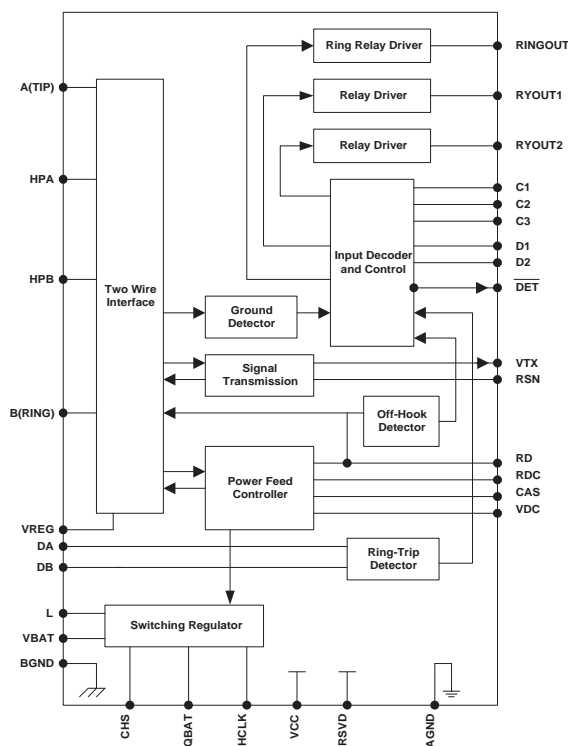 Ring Relay Driver
RINGOUT
A(TIP)
Relay Driver
RYOUT1
Relay Driver
RYOUT2
HPA
C1
C2
C3
Input Decoder
and Control
D1
D2
HPB
Two Wire
Interface
DET
Ground
Detector
Signal
Transmission
VTX
RSN
B(RING)
Off-Hook
Detector
RD
Power Feed
Controller
RDC
CAS
VDC
VREG
DA
DB
Ring-Trip
Detector
L
Switching Regulator
VBAT
BGND
CHS
QBAT
HCLK
VCC
RSVD
AGND